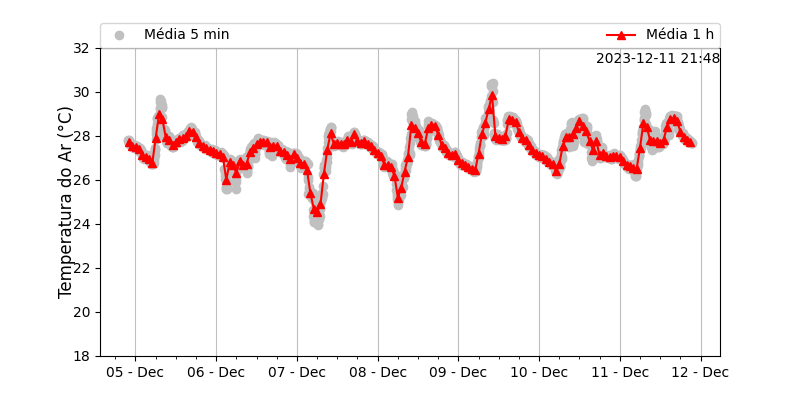 Média 5 min
Média 1 h
2023-12-11 21:48
Temperatura do Ar (°C)
32
30
28
26
24
22
20
18
05 - Dec
06 - Dec
07 - Dec
08 - Dec
09 - Dec
10 - Dec
11 - Dec
12 - Dec